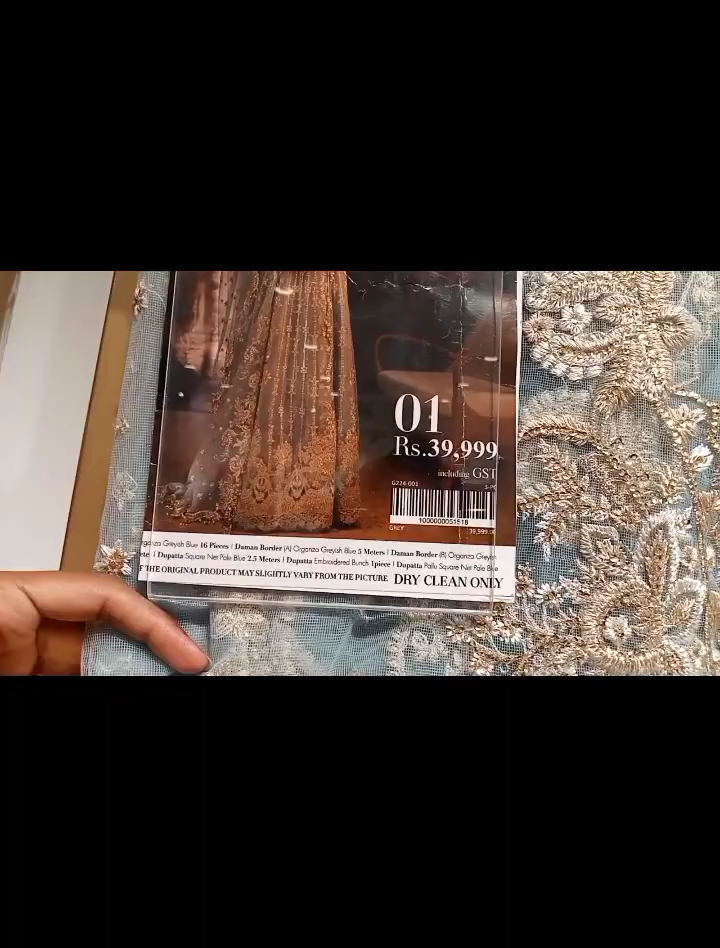 01
Rs.39,999
including GST
G224-001
1000000051518
GREY 39,999.0
Organza Greyish Blue 16 Pieces | Daman Border (A) Organza Greyish Blue 5 Meters | Daman Border (B) Organza Greyish
| Dupatta Square Net Pale Blue 2.5 Meters | Dupatta Embroidered Bunch 1piece | Dupatta Pallu Square Net Pale Blue
F THE ORIGINAL PRODUCT MAY SLIGHTLY VARY FROM THE PICTURE DRY CLEAN ONLY